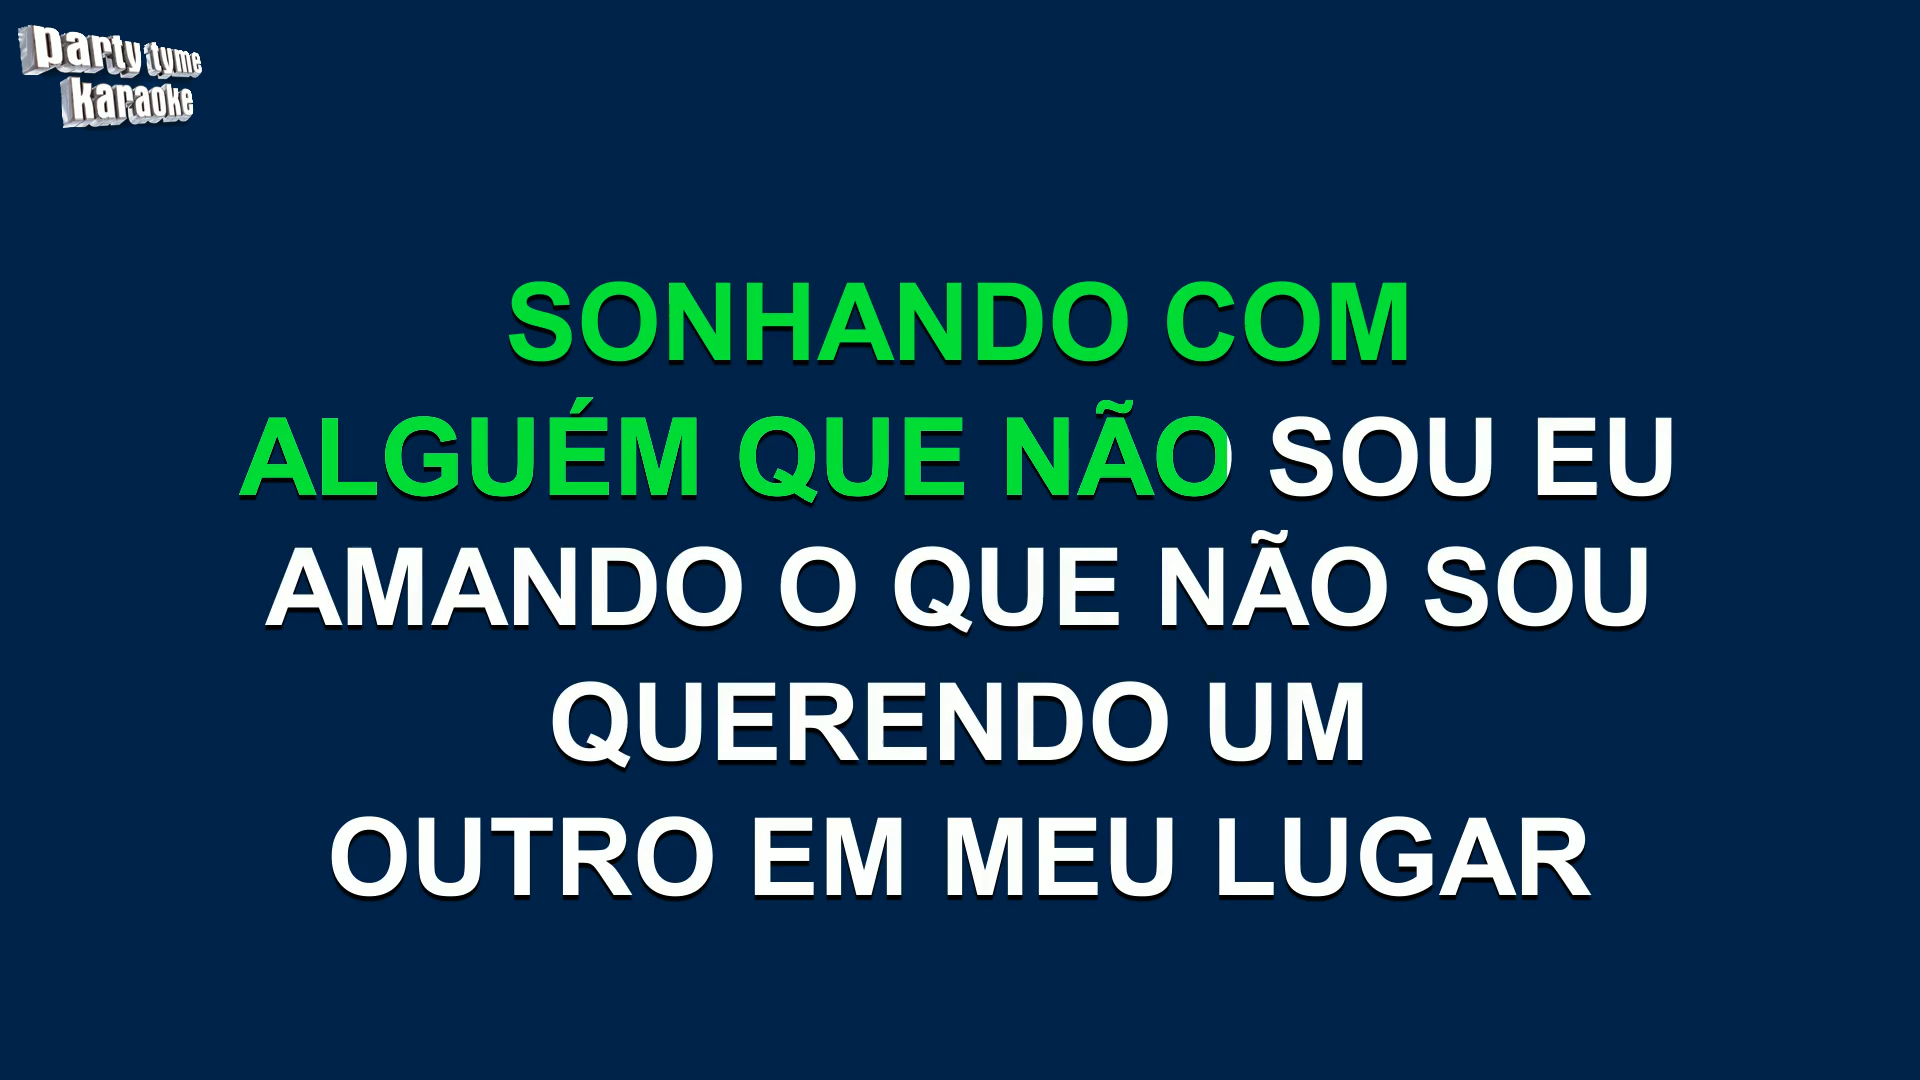 party tyme
karaoke
SONHANDO COM
ALGUÉM QUE NÃO SOU EU
AMANDO O QUE NÃO SOU
QUERENDO UM
OUTRO EM MEU LUGAR